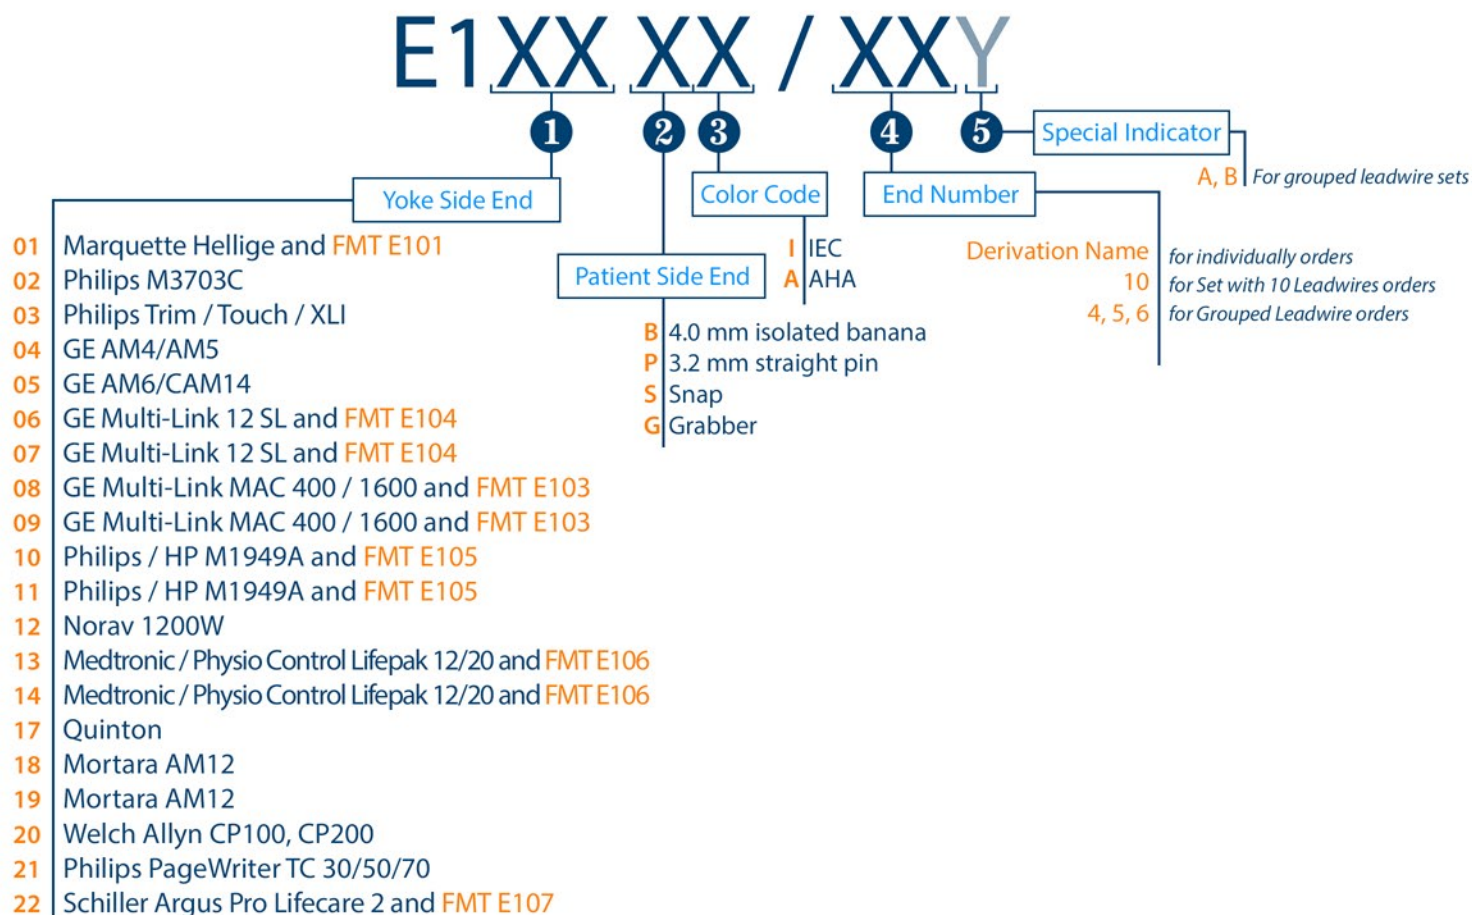 E1XX XX / XXY
1 2 3 4 5
Special Indicator
A, B For grouped leadwire sets
Yoke Side End
Color Code
End Number
I IEC
A AHA
Derivation Name for individually orders
10 for Set with 10 Leadwires orders
4, 5, 6 for Grouped Leadwire orders
Patient Side End
B 4.0 mm isolated banana
P 3.2 mm straight pin
S Snap
G Grabber
01 Marquette Hellige and FMT E101
02 Philips M3703C
03 Philips Trim / Touch / XLI
04 GE AM4/AM5
05 GE AM6/CAM14
06 GE Multi-Link 12 SL and FMT E104
07 GE Multi-Link 12 SL and FMT E104
08 GE Multi-Link MAC 400 / 1600 and FMT E103
09 GE Multi-Link MAC 400 / 1600 and FMT E103
10 Philips / HP M1949A and FMT E105
11 Philips / HP M1949A and FMT E105
12 Norav 1200W
13 Medtronic / Physio Control Lifepak 12/20 and FMT E106
14 Medtronic / Physio Control Lifepak 12/20 and FMT E106
17 Quinton
18 Mortara AM12
19 Mortara AM12
20 Welch Allyn CP100, CP200
21 Philips PageWriter TC 30/50/70
22 Schiller Argus Pro Lifecare 2 and FMT E107